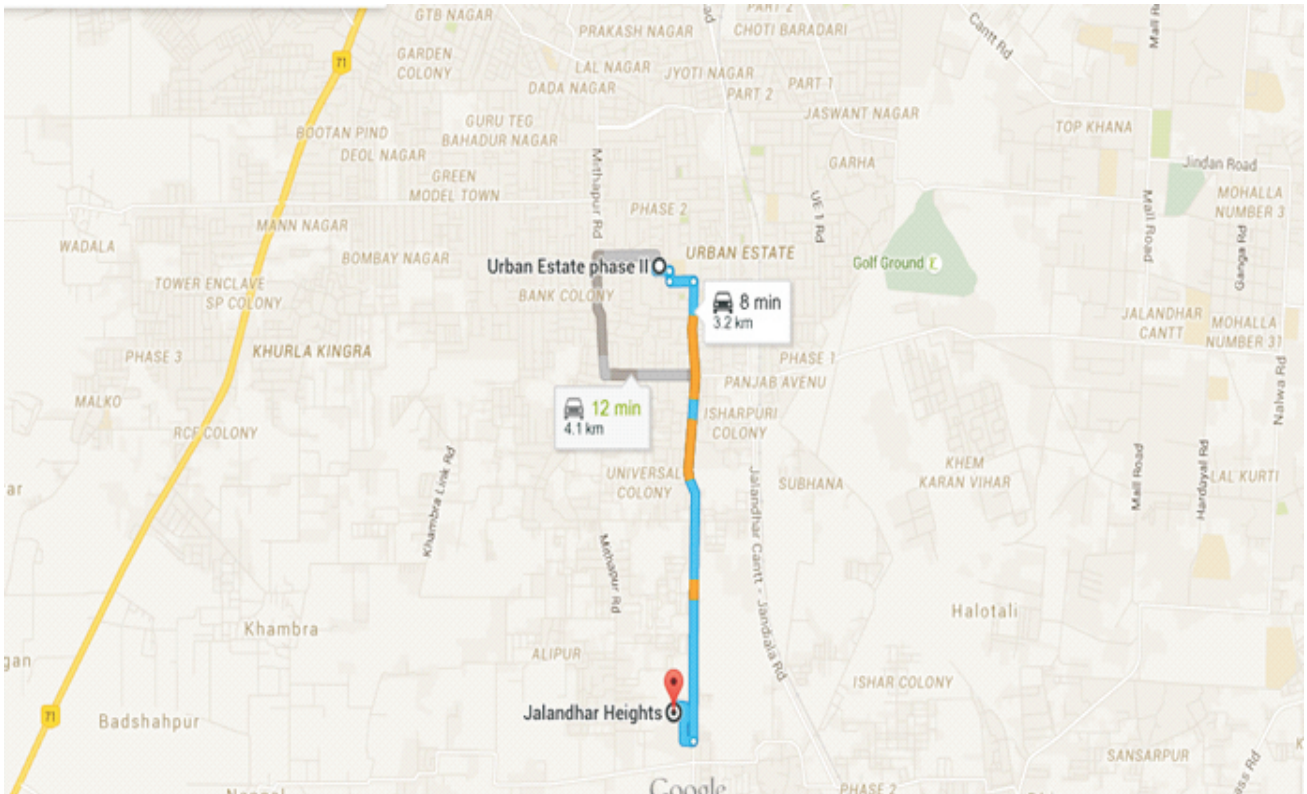 GTB NAGAR
PART 2
PRAKASH NAGAR
CHOTI BARADARI
Cantt Rd
GARDEN
COLONY
71
LAL NAGAR
JYOTI NAGAR
PART 1
DADA NAGAR
PART 2
JASWANT NAGAR
GURU TEG
BAHADUR NAGAR
BOOTAN PIND
TOP KHANA
DEOL NAGAR
GARHA
Jindan Road
GREEN
MODEL TOWN
Mithapur Rd
UE 1 Rd
Mall Road
MOHALLA
NUMBER 3
PHASE 2
MANN NAGAR
WADALA
BOMBAY NAGAR
URBAN ESTATE
Ganga Rd
Urban Estate phase II
Golf Ground
TOWER ENCLAVE
SP COLONY
BANK COLONY
8 min
3.2 km
JALANDHAR
CANTT
MOHALLA
NUMBER 31
PHASE 3
KHURLA KINGRA
PHASE 1
PANJAB AVENU
Nalwa Rd
MALKO
12 min
4.1 km
ISHARPURI
COLONY
RCF COLONY
Khambra Link Rd
UNIVERSAL
COLONY
Jalandhar Cantt - Jandiala Rd
SUBHANA
KHEM
KARAN VIHAR
Mall Road
Hardayal Rd
LAL KURTI
Mithapur Rd
Halotali
Khambra
ALIPUR
ISHAR COLONY
71
Badshahpur
Jalandhar Heights
SANSARPUR
Google
PHASE 2